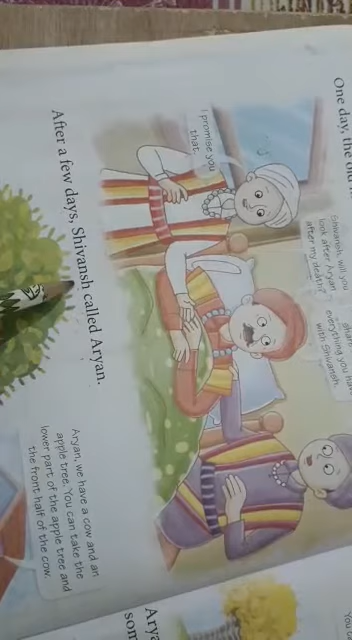 One day, the old
Shivansh, will you
look after Aryan
after my death?
everything you have
with Shivansh.
I promise you
that.
After a few days, Shivansh called Aryan.
Aryan, we have a cow and an
apple tree. You can take the
lower part of the apple tree and
the front half of the cow.
Arya
som
You